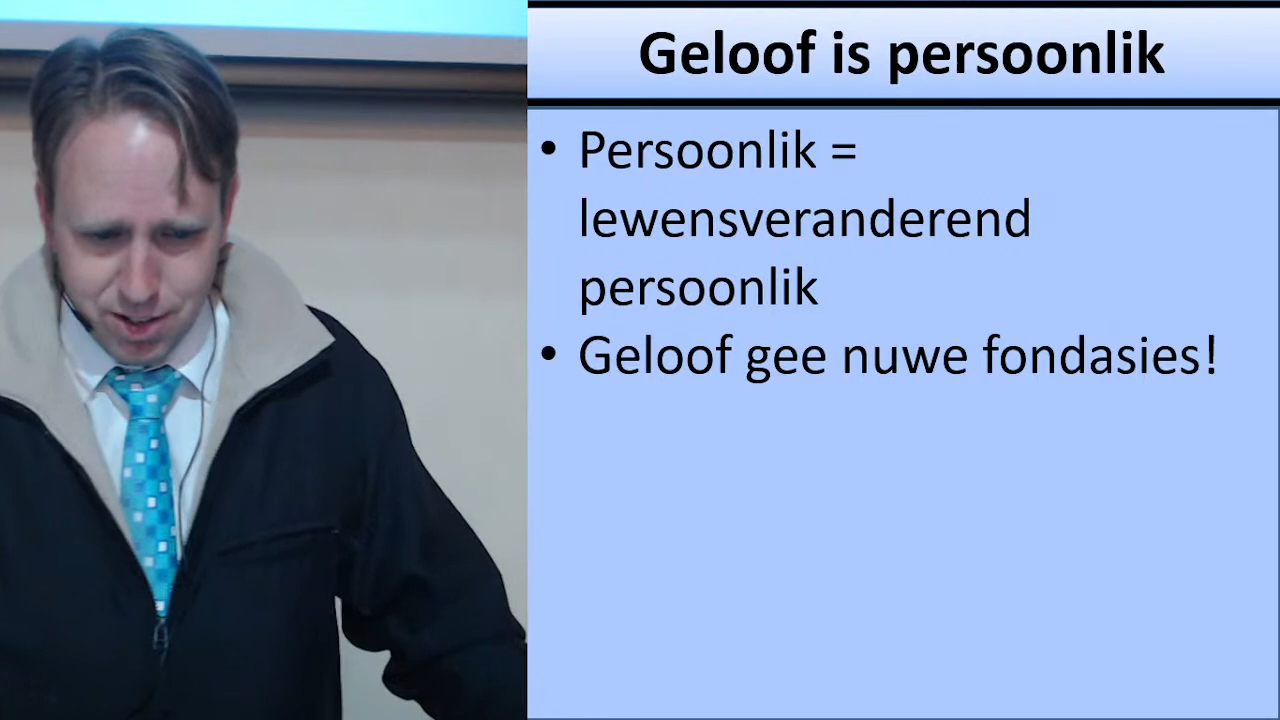 Geloof is persoonlik
• Persoonlik =
lewensveranderend
persoonlik
• Geloof gee nuwe fondasies!